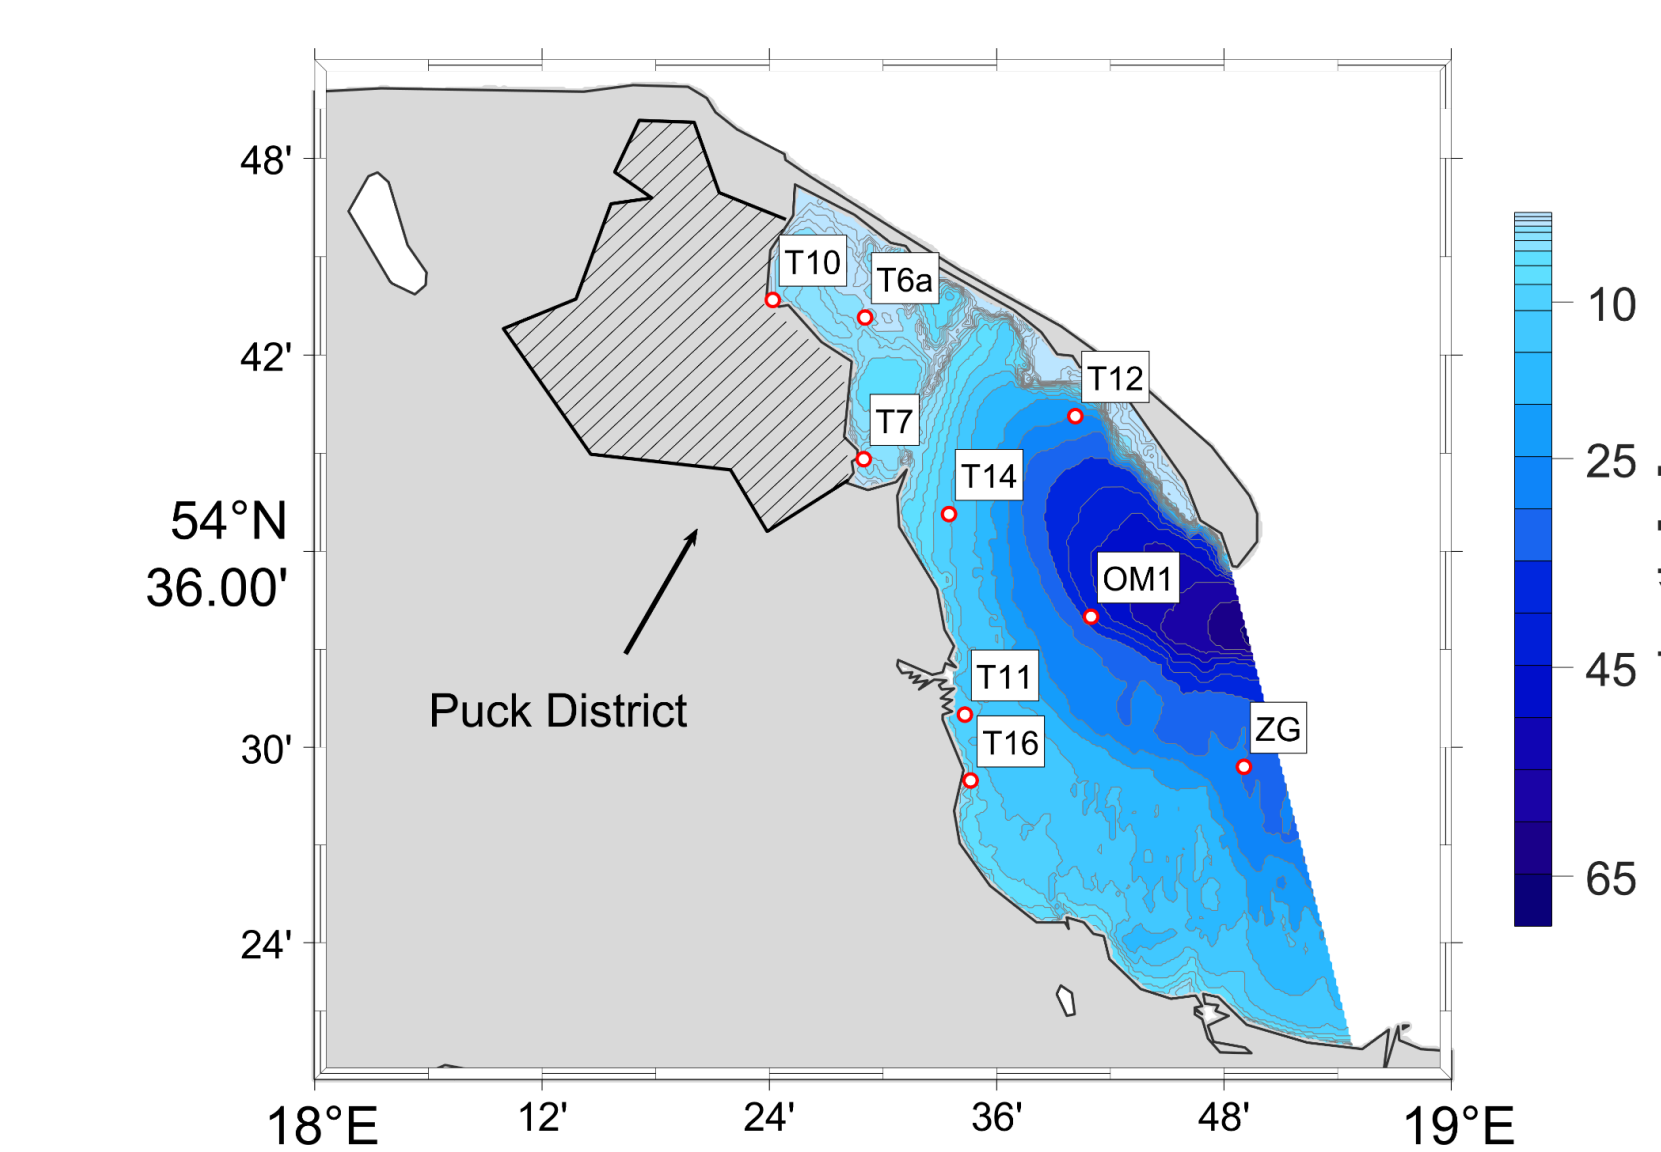 48'
42'
54°N
36.00'
30'
24'
18°E
12'
24'
36'
48'
19°E
T10
T6a
T12
T7
T14
OM1
T11
T16
ZG
Puck District
10
25
45
65